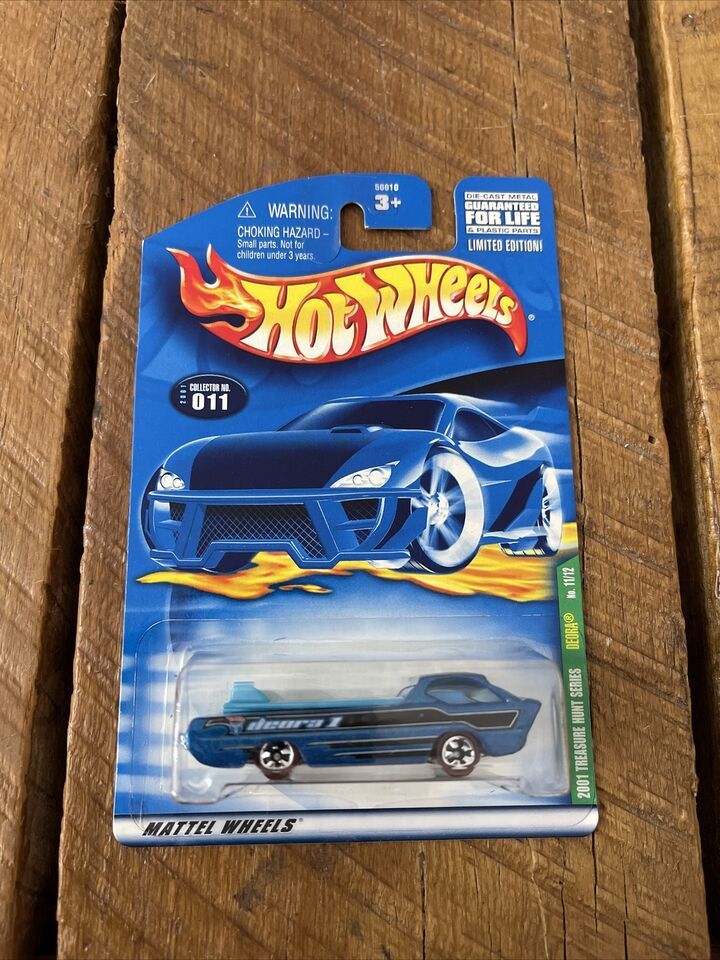 50010
3+
⚠ WARNING:
CHOKING HAZARD –
Small parts. Not for
children under 3 years.
DIE-CAST METAL
GUARANTEED
FOR LIFE
& PLASTIC PARTS
LIMITED EDITION!
HOT WHEELS®
2001
COLLECTOR NO.
011
2001 TREASURE HUNT SERIES DEORA® No. 11/12
deora I
MATTEL WHEELS®